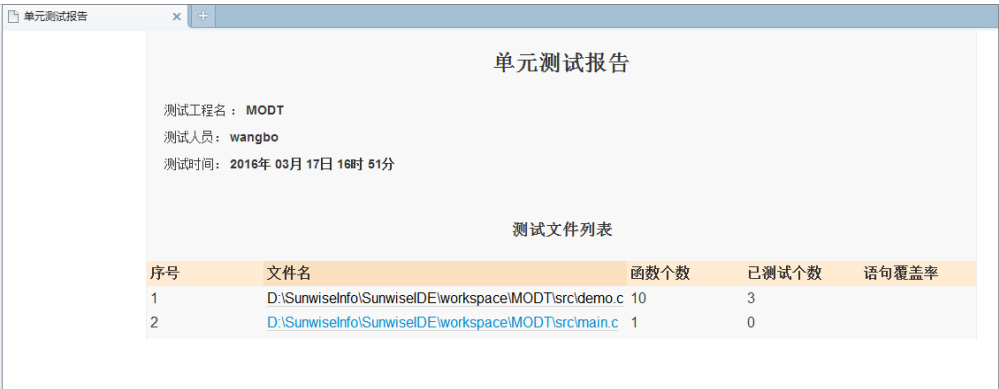 单元测试报告
单元测试报告
测试工程名： MODT
测试人员： wangbo
测试时间： 2016年 03月 17日 16时 51分
测试文件列表
序号 文件名 函数个数 已测试个数 语句覆盖率
1 D:\SunwiseInfo\SunwiseIDE\workspace\MODT\src\demo.c 10 3
2 D:\SunwiseInfo\SunwiseIDE\workspace\MODT\src\main.c 1 0